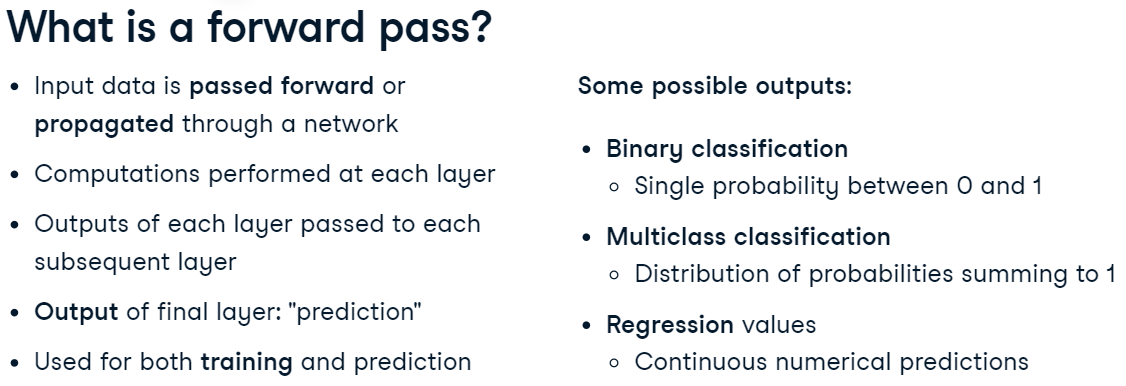 What is a forward pass?
• Input data is passed forward or
propagated through a network
• Computations performed at each layer
• Outputs of each layer passed to each
subsequent layer
• Output of final layer: "prediction"
• Used for both training and prediction
Some possible outputs:
• Binary classification
◦ Single probability between 0 and 1
• Multiclass classification
◦ Distribution of probabilities summing to 1
• Regression values
◦ Continuous numerical predictions